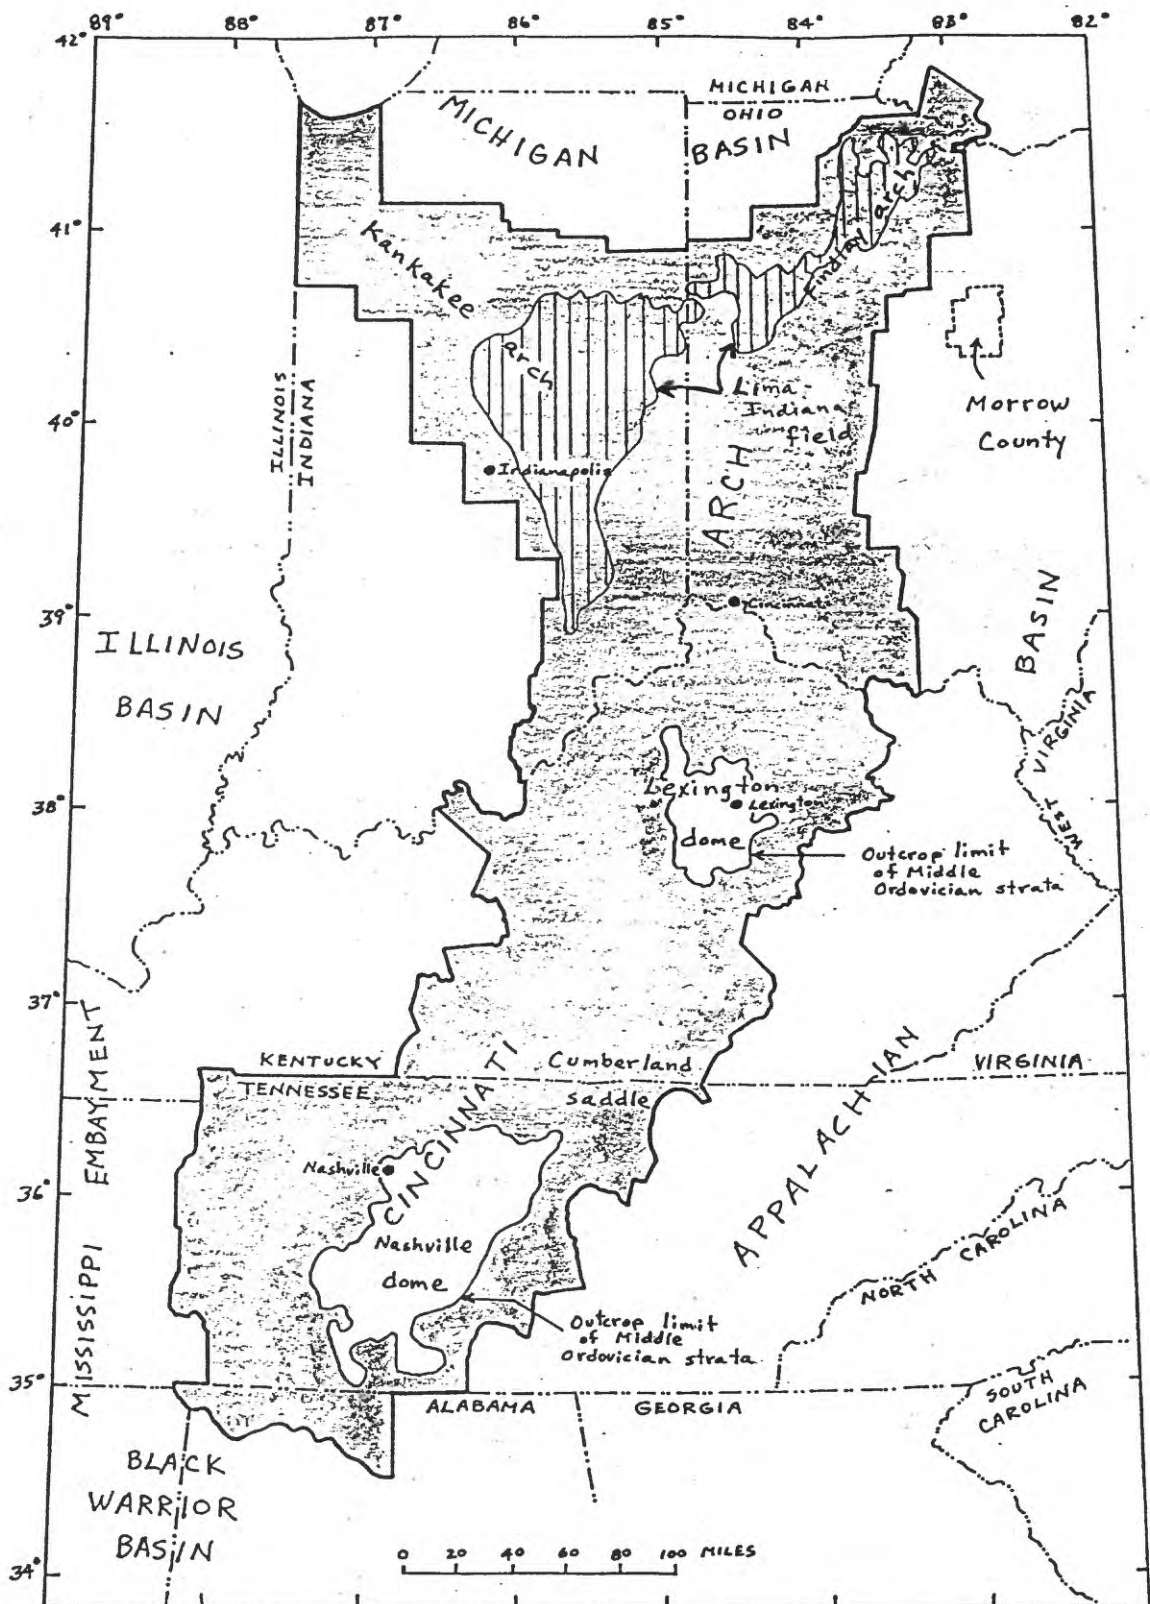 89° 88° 87° 86° 85° 84° 83° 82°
42°
MICHIGAN
OHIO
MICHIGAN
BASIN
Findlay arch
41°
Kankakee
arch
Lima-
Indiana
field
Morrow
County
ILLINOIS
INDIANA
40°
Indianapolis
ARCH
39°
Cincinnati
ILLINOIS
BASIN
BASIN
WEST VIRGINIA
38°
Lexington
dome
Lexington
Outcrop limit
of Middle
Ordovician strata
37°
KENTUCKY
TENNESSEE
Cumberland
saddle
VIRGINIA
MISSISSIPPI EMBAYMENT
CINCINNATI
APPALACHIAN
Nashville
36°
Nashville
dome
NORTH CAROLINA
Outcrop limit
of Middle
Ordovician strata
35°
ALABAMA
GEORGIA
SOUTH
CAROLINA
BLACK
WARRIOR
BASIN
34°
0 20 40 60 80 100 MILES